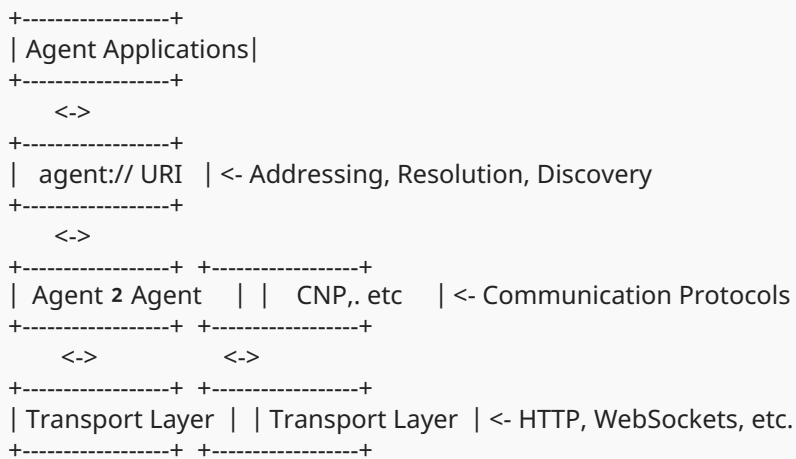 +------------------+
| Agent Applications|
+------------------+
<->
+------------------+
| agent:// URI | <- Addressing, Resolution, Discovery
+------------------+
<->
+------------------+ +------------------+
| Agent 2 Agent | | CNP,. etc | <- Communication Protocols
+------------------+ +------------------+
<-> <->
+------------------+ +------------------+
| Transport Layer | | Transport Layer | <- HTTP, WebSockets, etc.
+------------------+ +------------------+